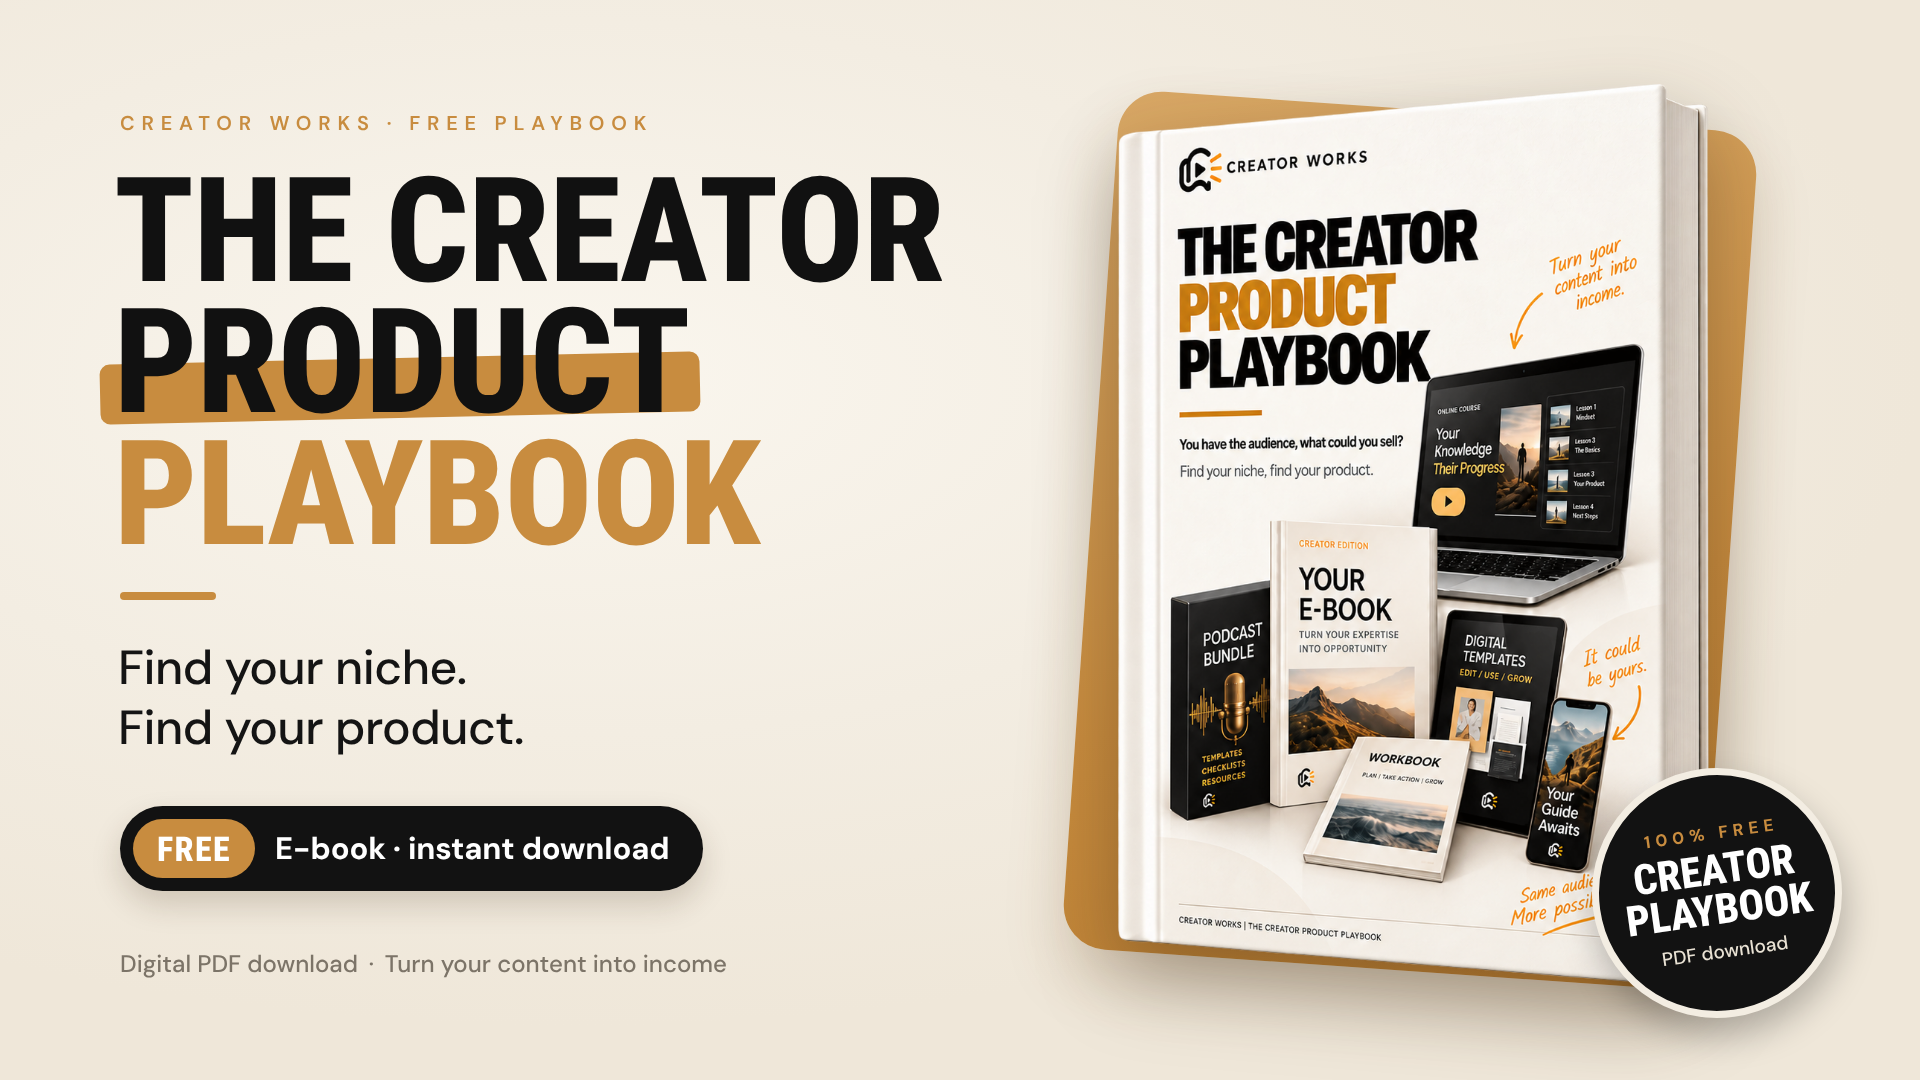 CREATOR WORKS · FREE PLAYBOOK
THE CREATOR
PRODUCT
PLAYBOOK
Find your niche.
Find your product.
FREE E-book · instant download
Digital PDF download · Turn your content into income
CREATOR WORKS
THE CREATOR
PRODUCT
PLAYBOOK
Turn your
content into
income.
You have the audience, what could you sell?
Find your niche, find your product.
ONLINE COURSE
Your
Knowledge
Their Progress
Lesson 1
Mindset
Lesson 3
The Basics
Lesson 3
Your Product
Lesson 4
Next Steps
PODCAST
BUNDLE
TEMPLATES
CHECKLISTS
RESOURCES
CREATOR EDITION
YOUR
E-BOOK
TURN YOUR EXPERTISE
INTO OPPORTUNITY
DIGITAL
TEMPLATES
EDIT / USE / GROW
It could
be yours.
WORKBOOK
PLAN / TAKE ACTION / GROW
Your
Guide
Awaits
Same
More
CREATOR WORKS | THE CREATOR PRODUCT PLAYBOOK
100% FREE
CREATOR
PLAYBOOK
PDF download